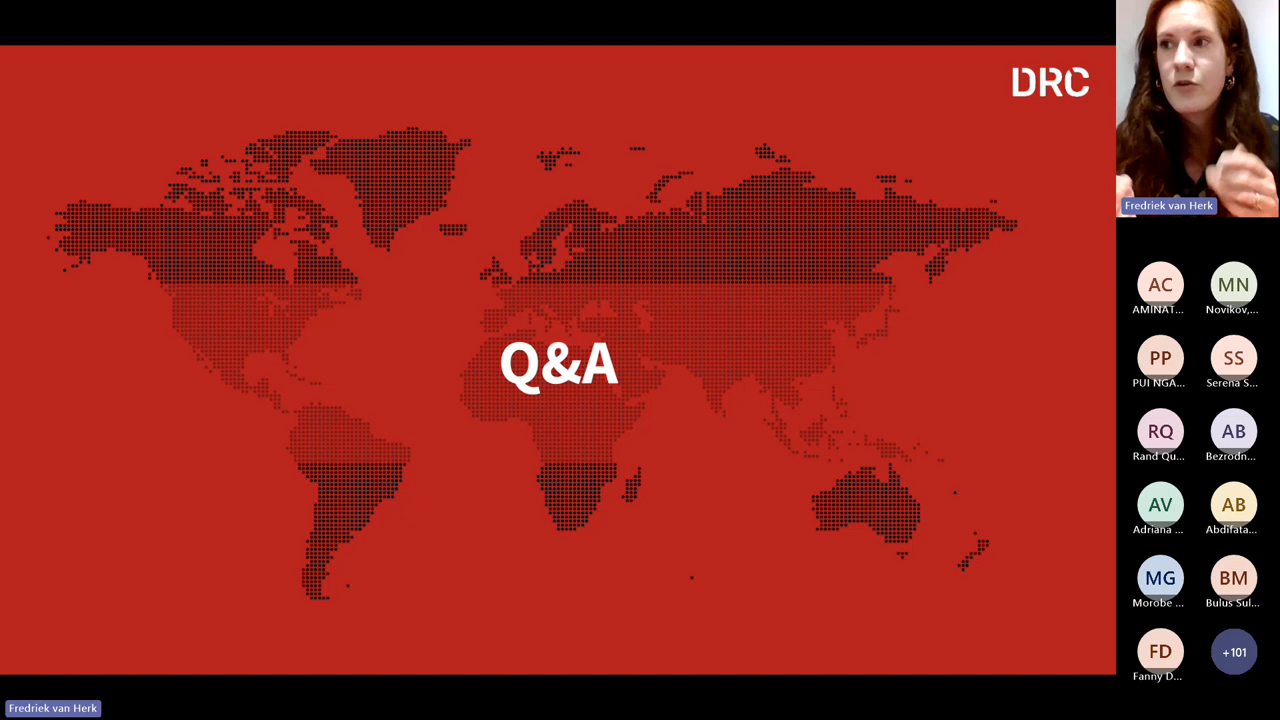 DRC
Q&A
Fredriek van Herk
AC
MN
AMINAT...
Novikov,...
PP
SS
PUI NGA...
Serena S...
RQ
AB
Rand Qu...
Bezrodn...
AV
AB
Adriana ...
Abdifata...
MG
BM
Morobe ...
Bulus Sul...
FD
+101
Fanny D...
Fredriek van Herk